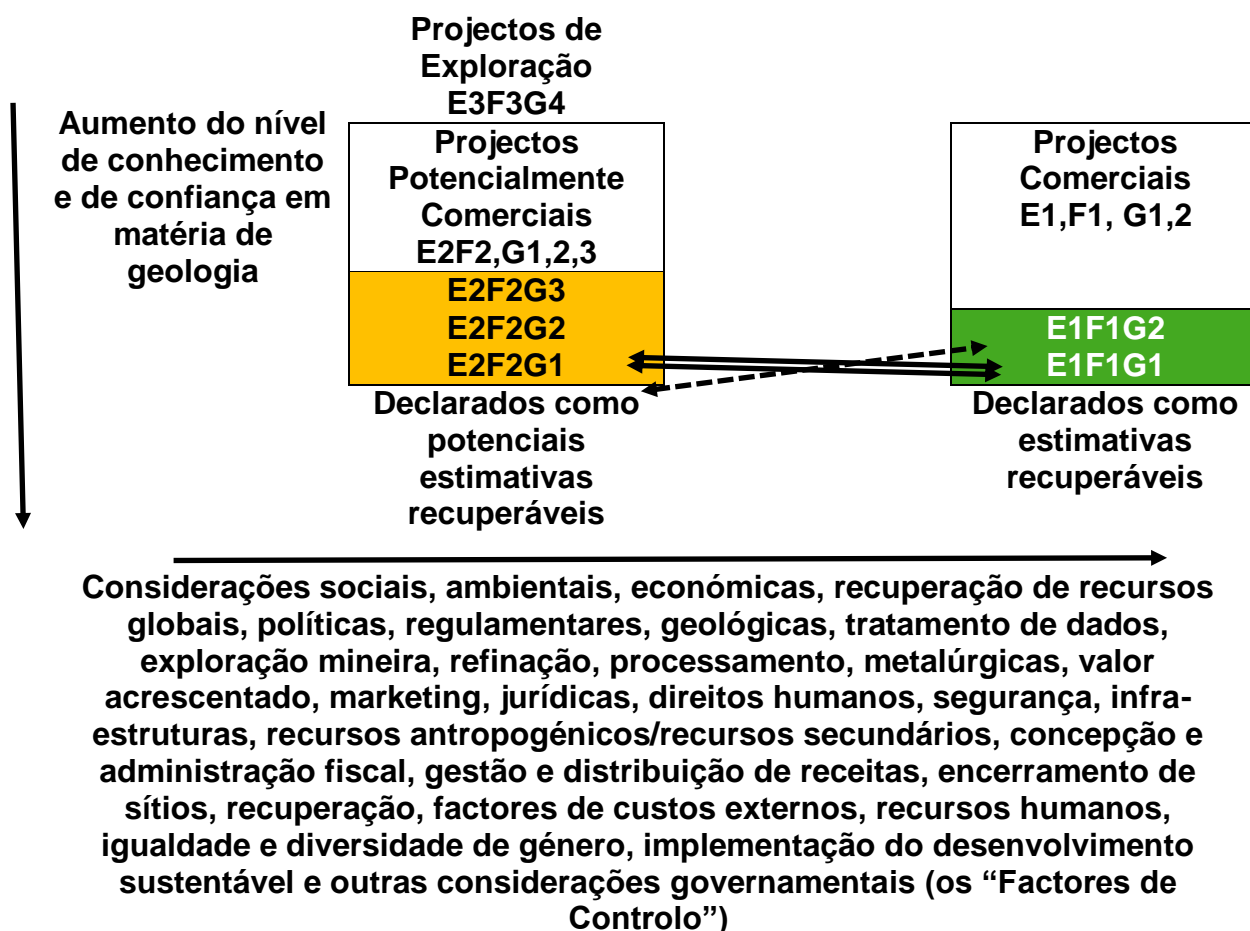 Projectos de
Exploração
E3F3G4
Aumento do nível
de conhecimento
e de confiança em
matéria de
geologia
Projectos
Potencialmente
Comerciais
E2F2,G1,2,3
E2F2G3
E2F2G2
E2F2G1
Declarados como
potenciais
estimativas
recuperáveis
Projectos
Comerciais
E1,F1, G1,2
E1F1G2
E1F1G1
Declarados como
estimativas
recuperáveis
Considerações sociais, ambientais, económicas, recuperação de recursos
globais, políticas, regulamentares, geológicas, tratamento de dados,
exploração mineira, refinação, processamento, metalúrgicas, valor
acrescentado, marketing, jurídicas, direitos humanos, segurança, infra-
estruturas, recursos antropogénicos/recursos secundários, concepção e
administração fiscal, gestão e distribuição de receitas, encerramento de
sítios, recuperação, factores de custos externos, recursos humanos,
igualdade e diversidade de género, implementação do desenvolvimento
sustentável e outras considerações governamentais (os “Factores de
Controlo”)